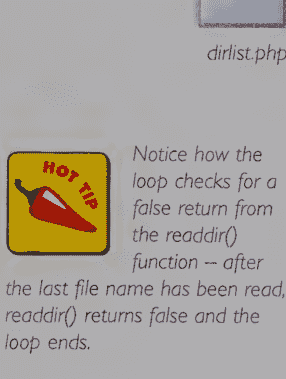 dirlist.php
HOT TIP
Notice how the
loop checks for a
false return from
the readdir()
function -- after
the last file name has been read,
readdir() returns false and the
loop ends.